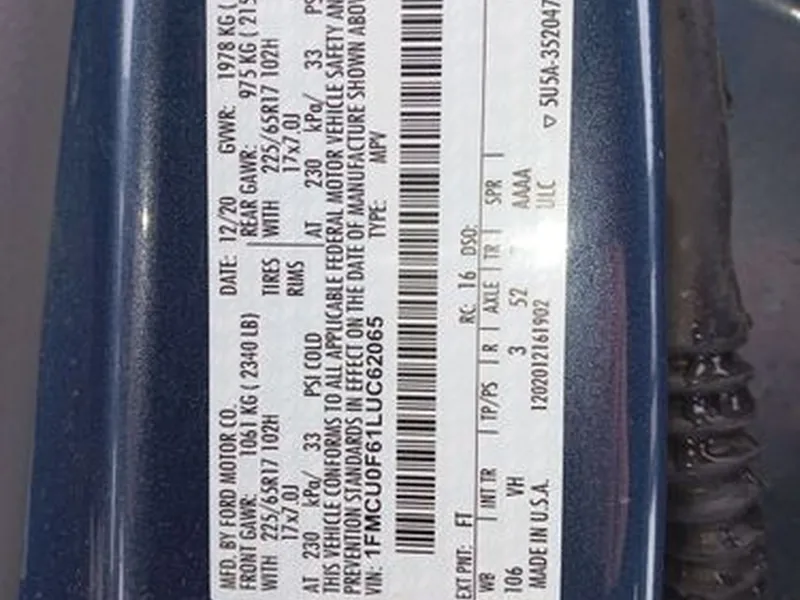 MFD. BY FORD MOTOR CO. DATE: 12/20 GVWR: 1978 KG (
FRONT GAWR: 1061 KG ( 2340 LB) REAR GAWR: 975 KG ( 215
WITH 225/65R17 102H TIRES WITH 225/65R17 102H
17x7.0J RIMS 17x7.0J
AT 230 kPa/ 33 PSI COLD AT 230 kPa/ 33 PS
THIS VEHICLE CONFORMS TO ALL APPLICABLE FEDERAL MOTOR VEHICLE SAFETY AN
PREVENTION STANDARDS IN EFFECT ON THE DATE OF MANUFACTURE SHOWN ABOV
VIN: 1FMCU0F61LUC62065 TYPE: MPV
EXT PNT: FT RC: 16 DSO:
WB INT TR TP/PS R AXLE TR SPR
106 VH 3 52 AAAA
ULC
MADE IN U.S.A. 1202012161902 ▽ 5U5A-352047